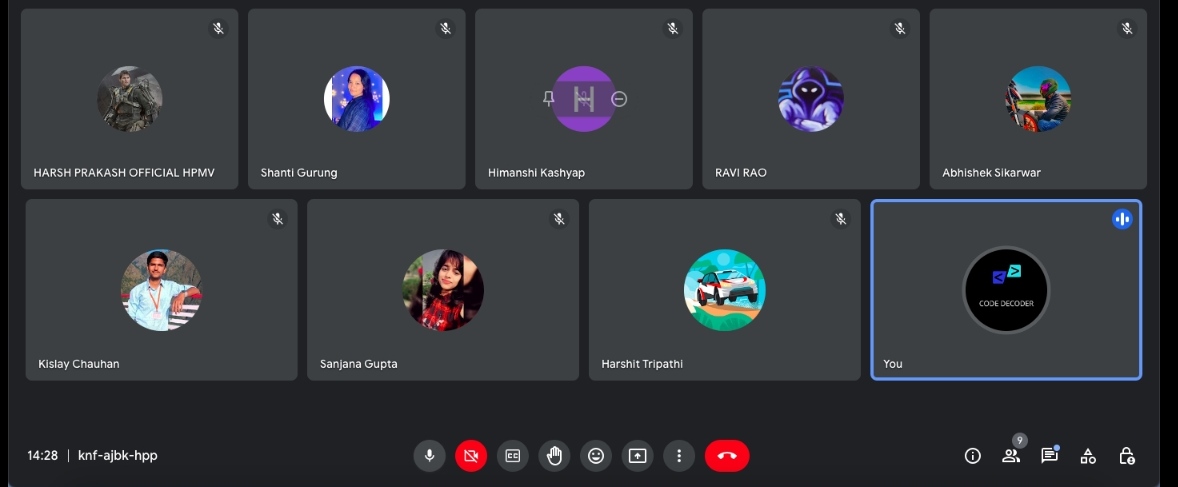 HARSH PRAKASH OFFICIAL HPMV
Shanti Gurung
H
Himanshi Kashyap
RAVI RAO
Abhishek Sikarwar
Kislay Chauhan
Sanjana Gupta
Harshit Tripathi
< >
CODE DECODER
You
14:28 | knf-ajbk-hpp
CC
9